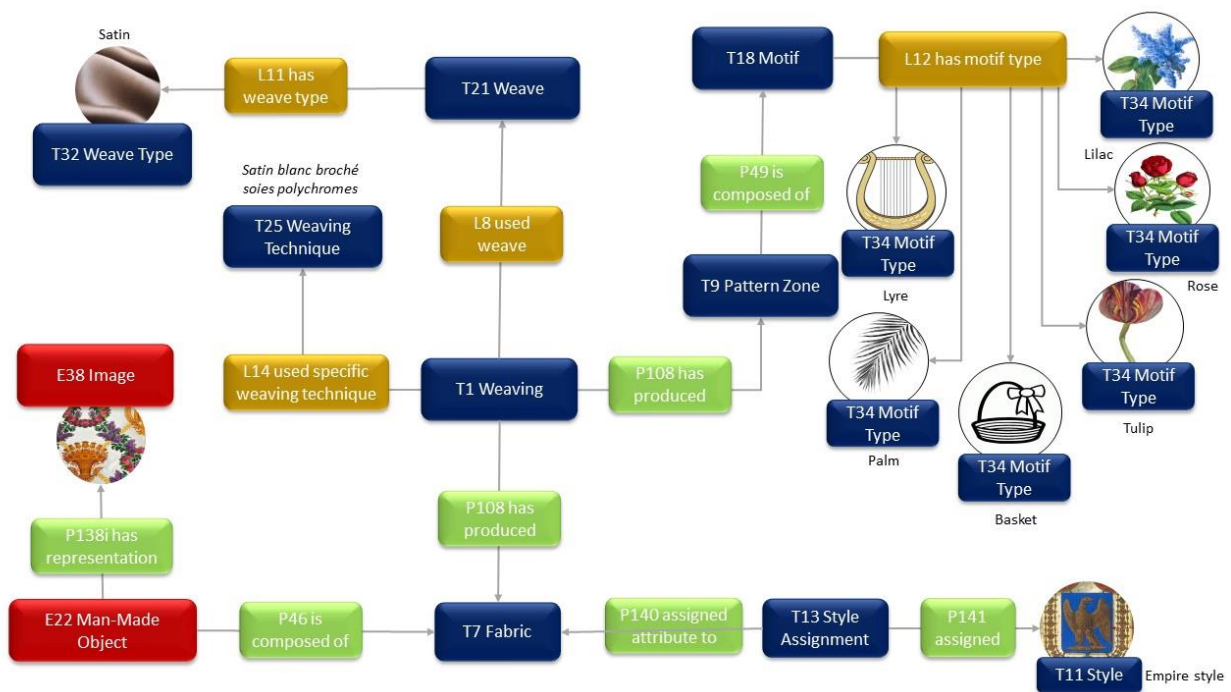 Satin
L11 has
weave type
T21 Weave
T32 Weave Type
T18 Motif
L12 has motif type
T34 Motif
Type
Lilac
P49 is
composed of
T34 Motif
Type
Lyre
T34 Motif
Type
Rose
Satin blanc broché
soies polychromes
T25 Weaving
Technique
L8 used
weave
T9 Pattern Zone
E38 Image
L14 used specific
weaving technique
T1 Weaving
P108 has
produced
T34 Motif
Type
Palm
T34 Motif
Type
Tulip
T34 Motif
Type
Basket
P138i has
representation
P108 has
produced
E22 Man-Made
Object
P46 is
composed of
T7 Fabric
P140 assigned
attribute to
T13 Style
Assignment
P141
assigned
T11 Style
Empire style